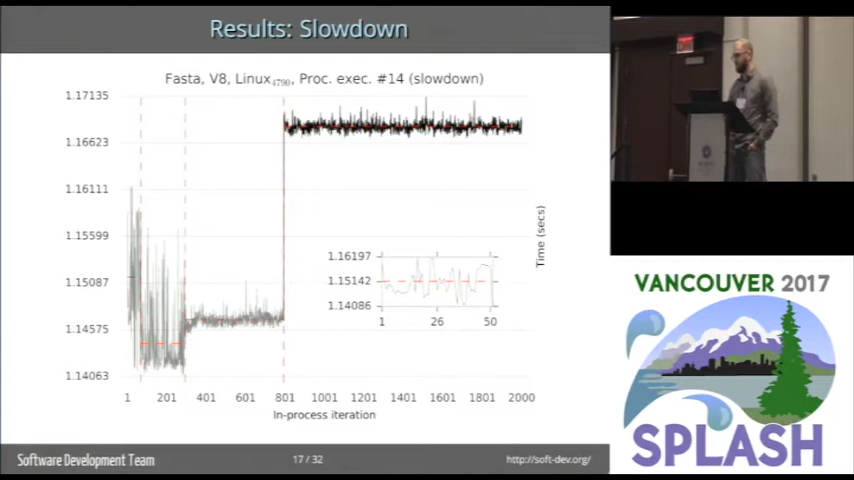 Results: Slowdown
Fasta, V8, Linux4790, Proc. exec. #14 (slowdown)
1.17135
1.16623
1.16111
1.15599
1.15087
1.14575
1.14063
1.16197
1.15142
1.14086
1 26 50
Time (secs)
1 201 401 601 801 1001 1201 1401 1601 1801 2000
In-process iteration
Software Development Team
17 / 32
http://soft-dev.org/
EXIT
VANCOUVER 2017
SPLASH